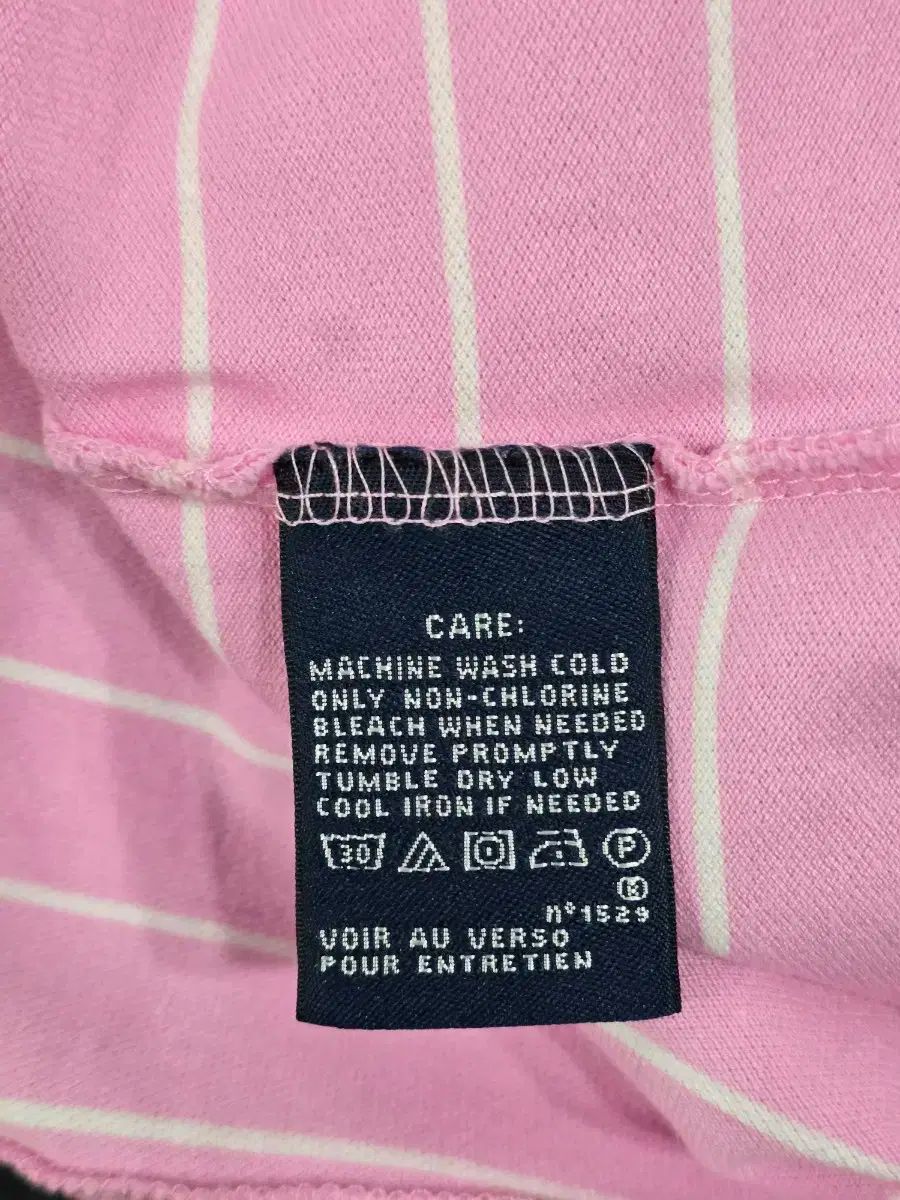 CARE:
MACHINE WASH COLD
ONLY NON-CHLORINE
BLEACH WHEN NEEDED
REMOVE PROMPTLY
TUMBLE DRY LOW
COOL IRON IF NEEDED
30 P
K
nº1529
VOIR AU VERSO
POUR ENTRETIEN